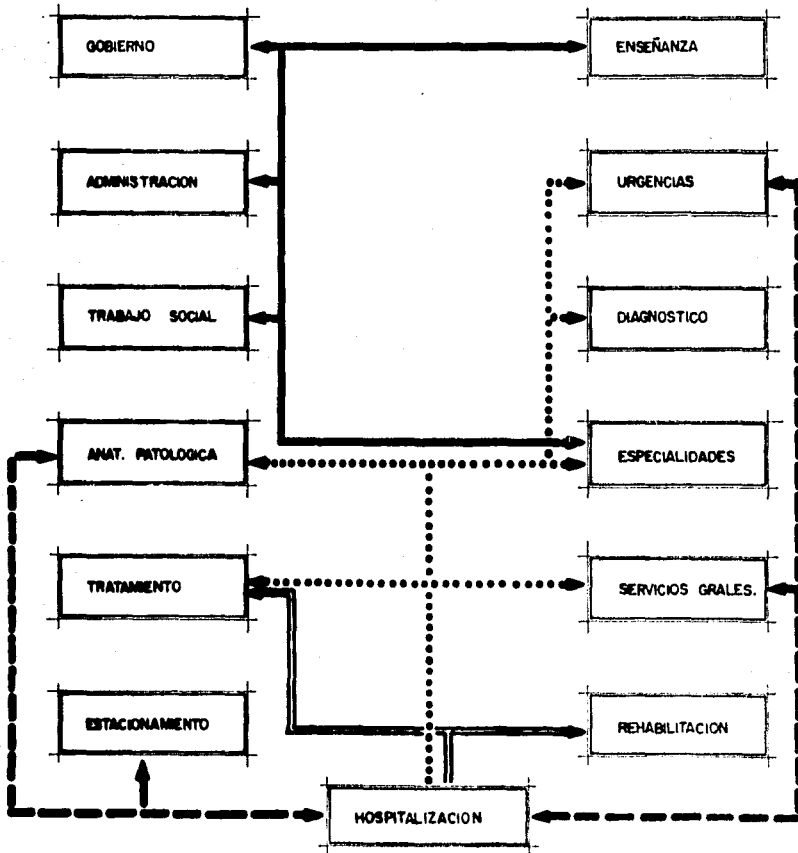 GOBIERNO
ENSEÑANZA
ADMINISTRACION
URGENCIAS
TRABAJO SOCIAL
DIAGNOSTICO
ANAT. PATOLOGICA
ESPECIALIDADES
TRATAMIENTO
SERVICIOS GRALES.
ESTACIONAMIENTO
REHABILITACION
HOSPITALIZACION